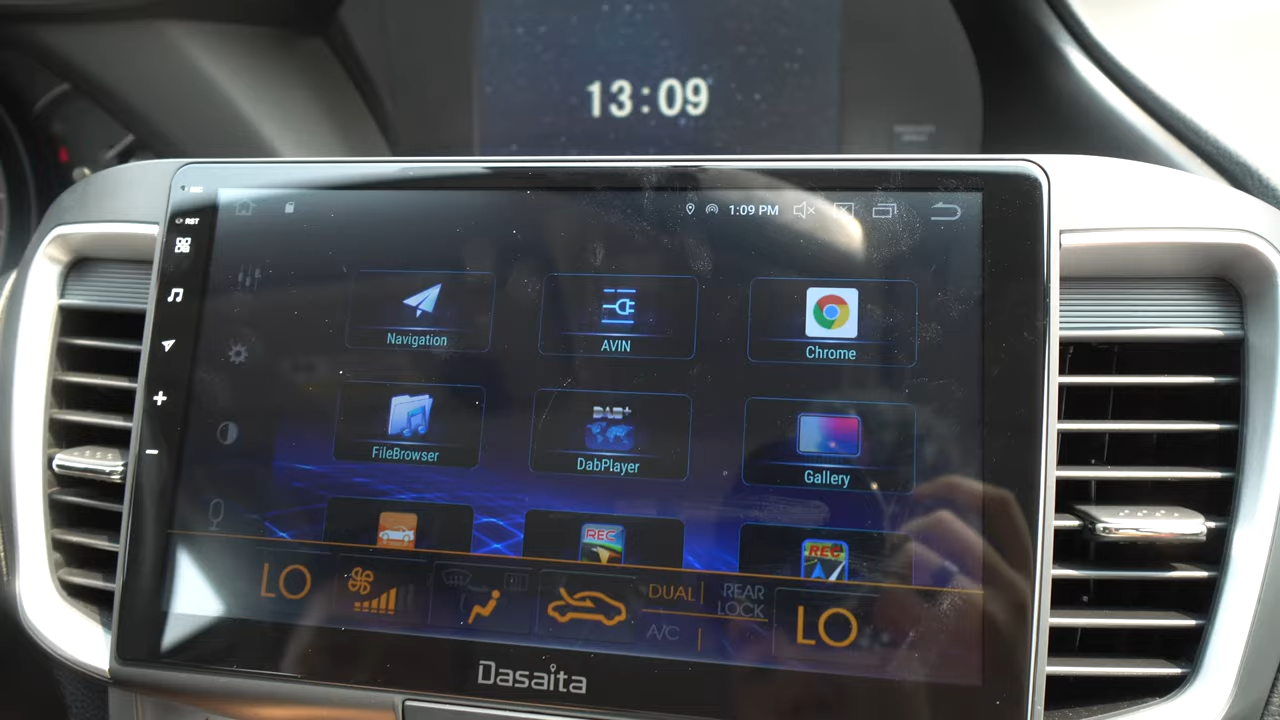 13:09
RST
1:09 PM
Navigation
AVIN
Chrome
FileBrowser
DAB+
DabPlayer
Gallery
REC
REC
LO
DUAL
A/C
REAR
LOCK
LO
Dasaita